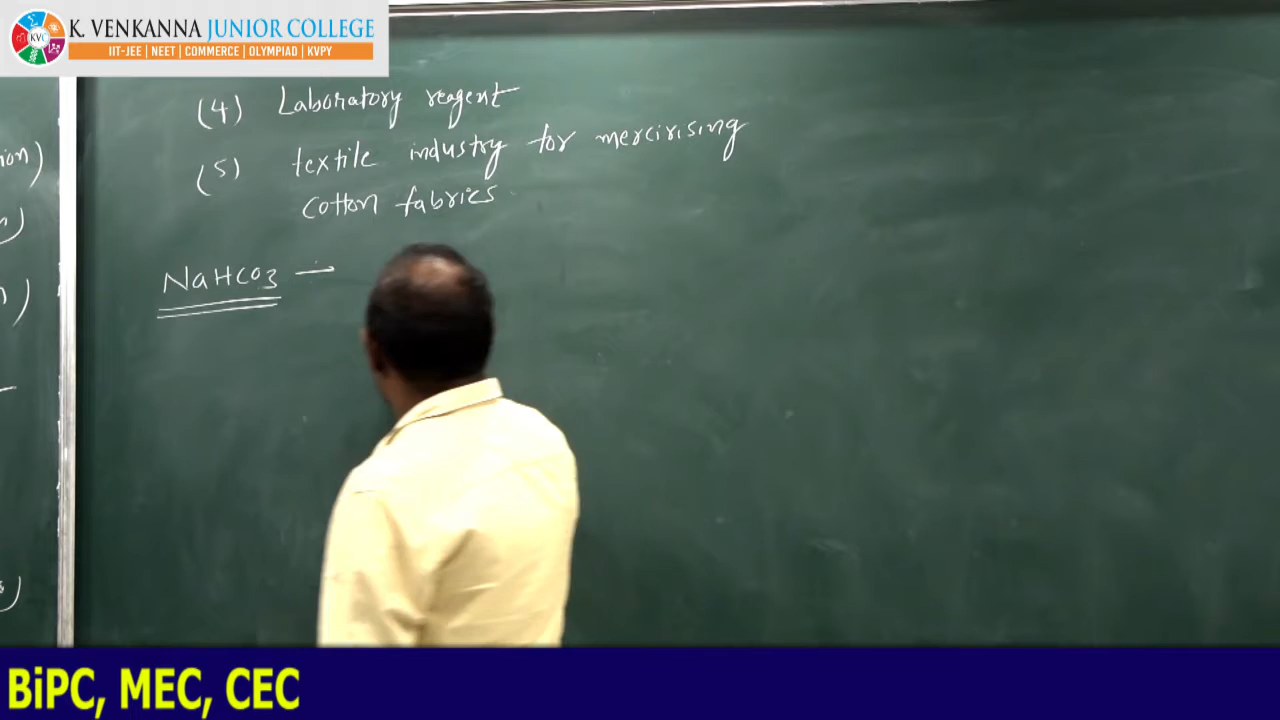 KVC
K. VENKANNA JUNIOR COLLEGE
IIT-JEE | NEET | COMMERCE | OLYMPIAD | KVPY
(4) Laboratory reagent
(5) textile industry for mercirising
cotton fabrics.
NaHCO3 -
BiPC, MEC, CEC